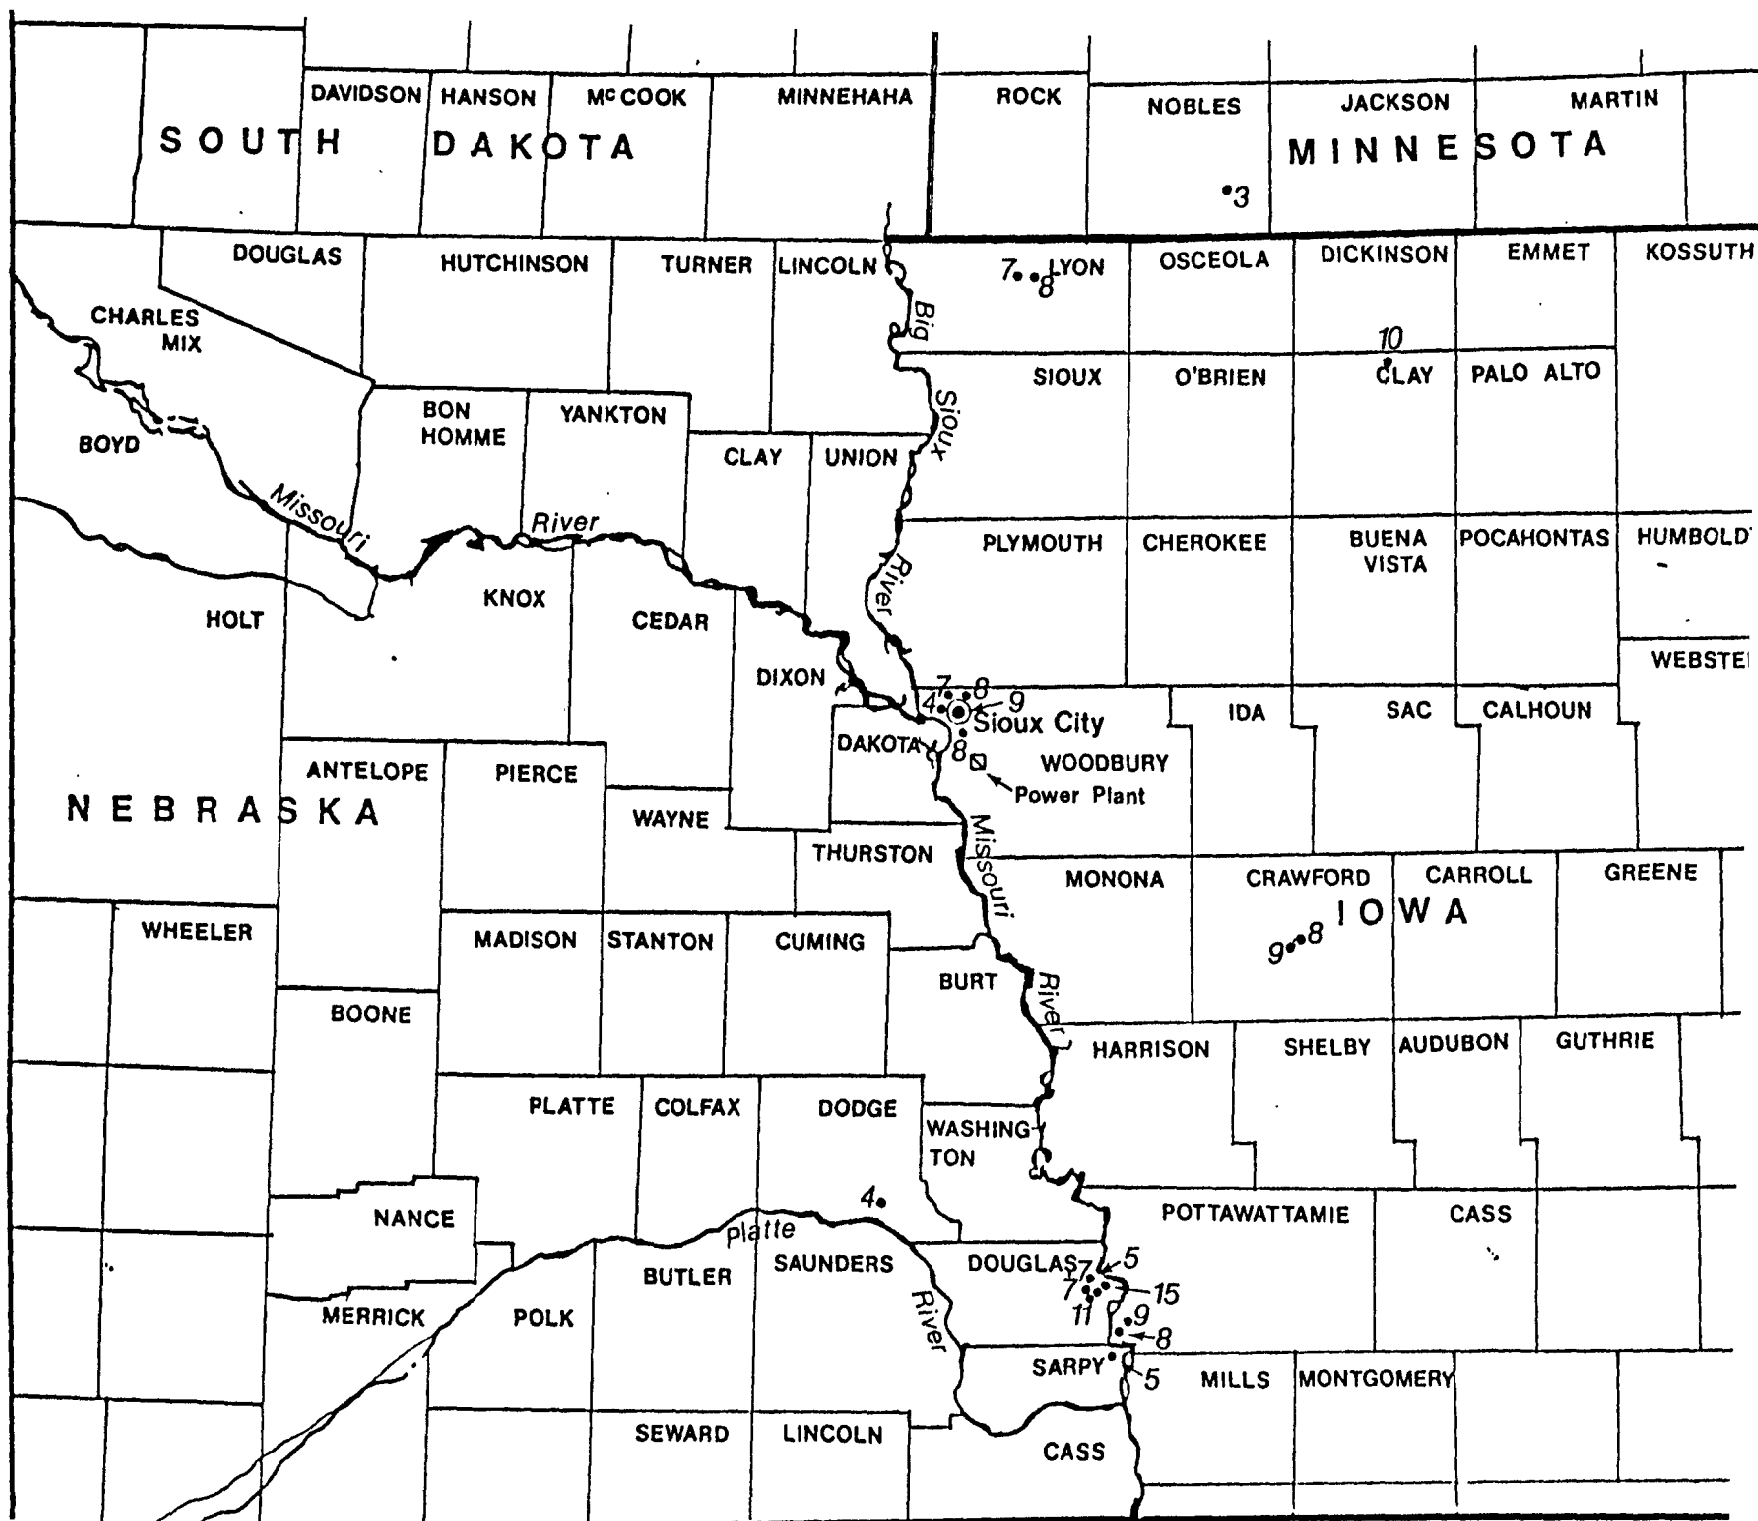 DAVIDSON HANSON McCOOK MINNEHAHA ROCK NOBLES JACKSON MARTIN
SOUTH DAKOTA MINNESOTA
3
DOUGLAS HUTCHINSON TURNER LINCOLN 7 8 LYON OSCEOLA DICKINSON EMMET KOSSUTH
CHARLES
MIX
Big
10
SIOUX O'BRIEN CLAY PALO ALTO
BOYD
BON
HOMME
YANKTON
Sioux
CLAY UNION
Missouri
River
PLYMOUTH CHEROKEE BUENA
VISTA
POCAHONTAS HUMBOLDT
River
HOLT KNOX CEDAR
DIXON
WEBSTE
7 8
4 9
Sioux City
IDA SAC CALHOUN
DAKOTA
8
WOODBURY
Power Plant
ANTELOPE PIERCE
NEBRASKA
WAYNE
THURSTON
Missouri
MONONA CRAWFORD CARROLL GREENE
IOWA
9 8
WHEELER MADISON STANTON CUMING
BURT
River
BOONE
HARRISON SHELBY AUDUBON GUTHRIE
PLATTE COLFAX DODGE
WASHING-
TON
4
NANCE
Platte
POTTAWATTAMIE CASS
BUTLER SAUNDERS DOUGLAS
7 5
7 15
11
River
MERRICK POLK
9
8
SARPY
5
MILLS MONTGOMERY
SEWARD LINCOLN
CASS